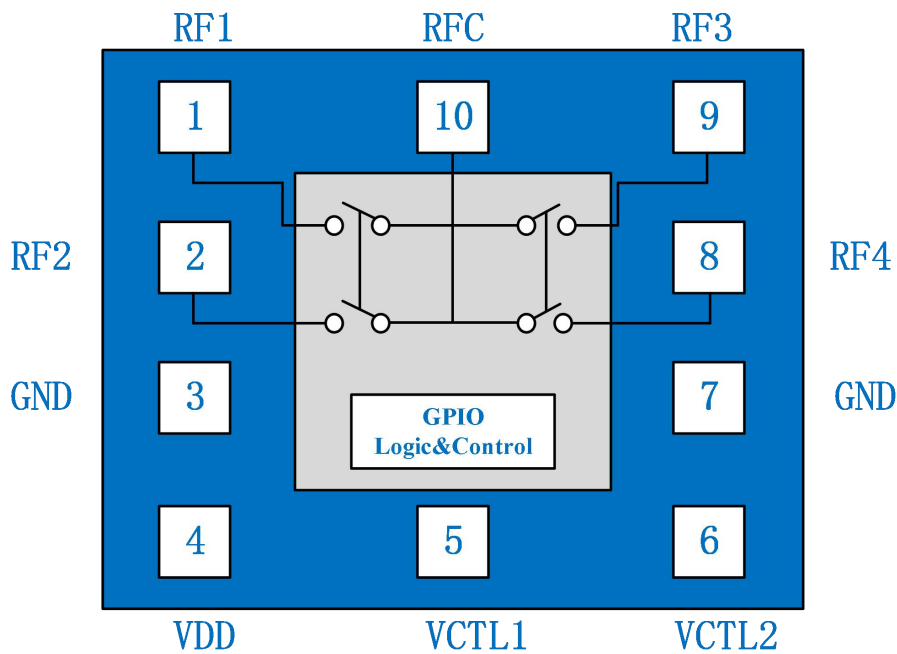 RF1 RFC RF3
1 10 9
RF2 2 8 RF4
GND 3 7 GND
GPIO
Logic&Control
4 5 6
VDD VCTL1 VCTL2